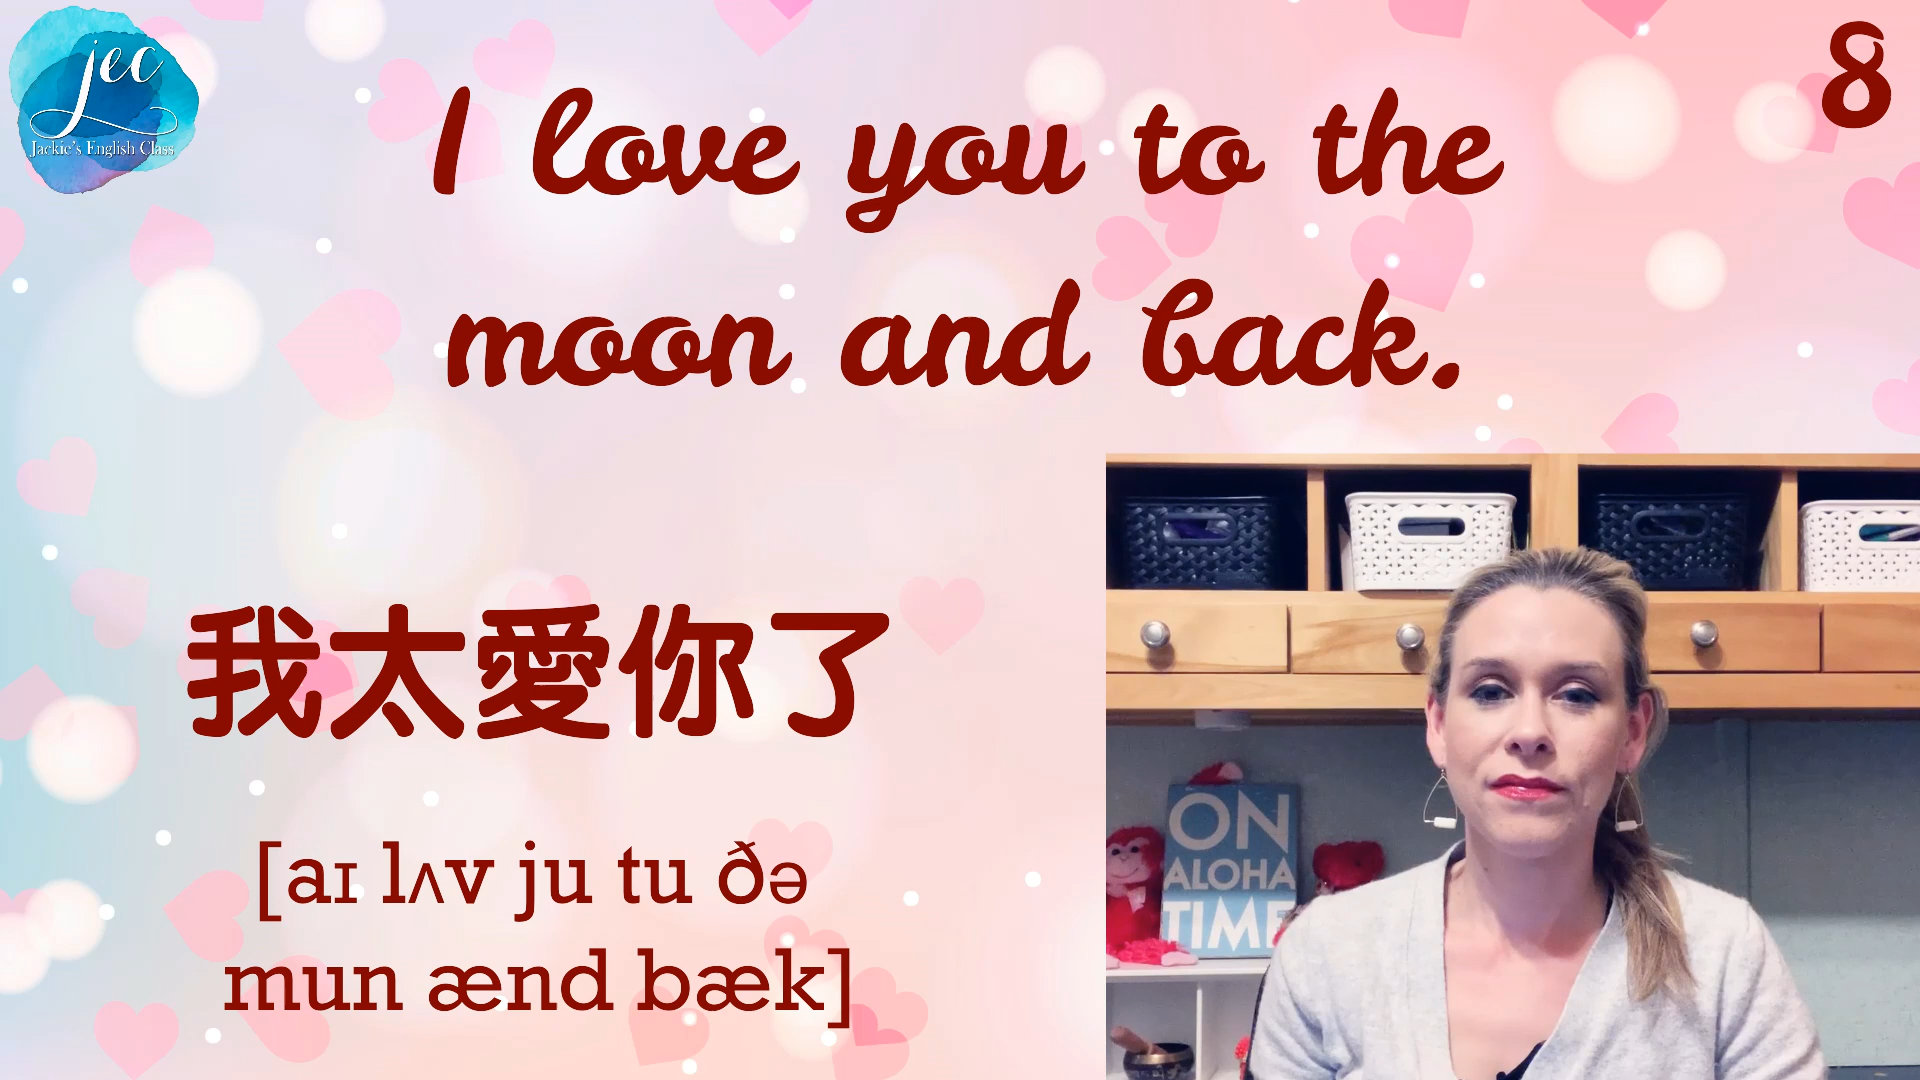 jec
Jackie's English Class
8
I love you to the
moon and back.
我太愛你了
[aɪ lʌv ju tu ðə
mun ænd bæk]
ON
ALOHA
TIME